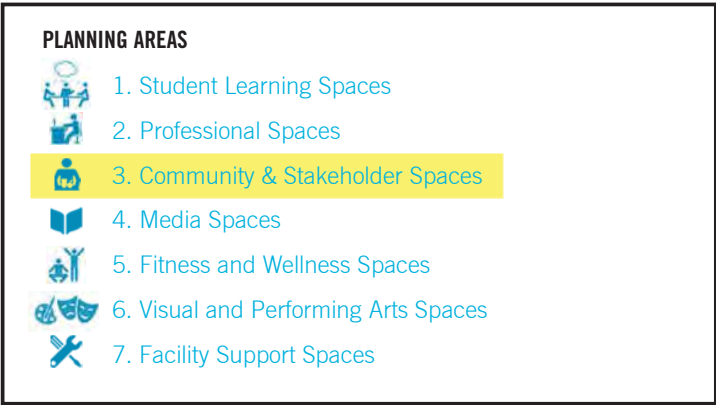 PLANNING AREAS
1. Student Learning Spaces
2. Professional Spaces
3. Community & Stakeholder Spaces
4. Media Spaces
5. Fitness and Wellness Spaces
6. Visual and Performing Arts Spaces
7. Facility Support Spaces